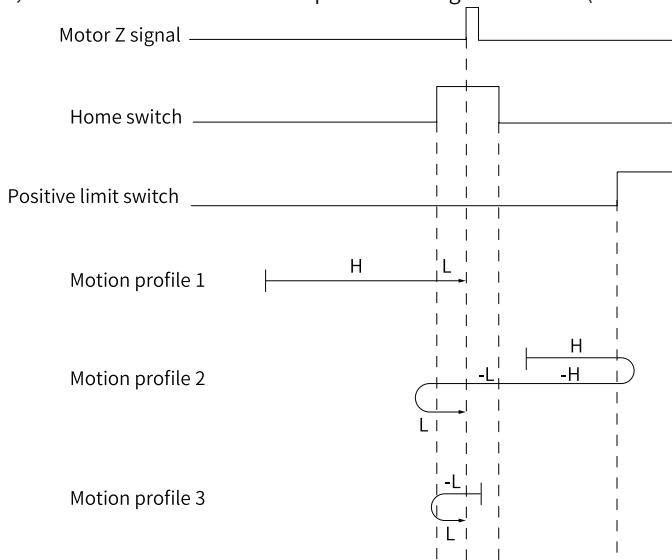 Motor Z signal
Home switch
Positive limit switch
H L
Motion profile 1
H
-L -H
Motion profile 2
L
-L
Motion profile 3
L